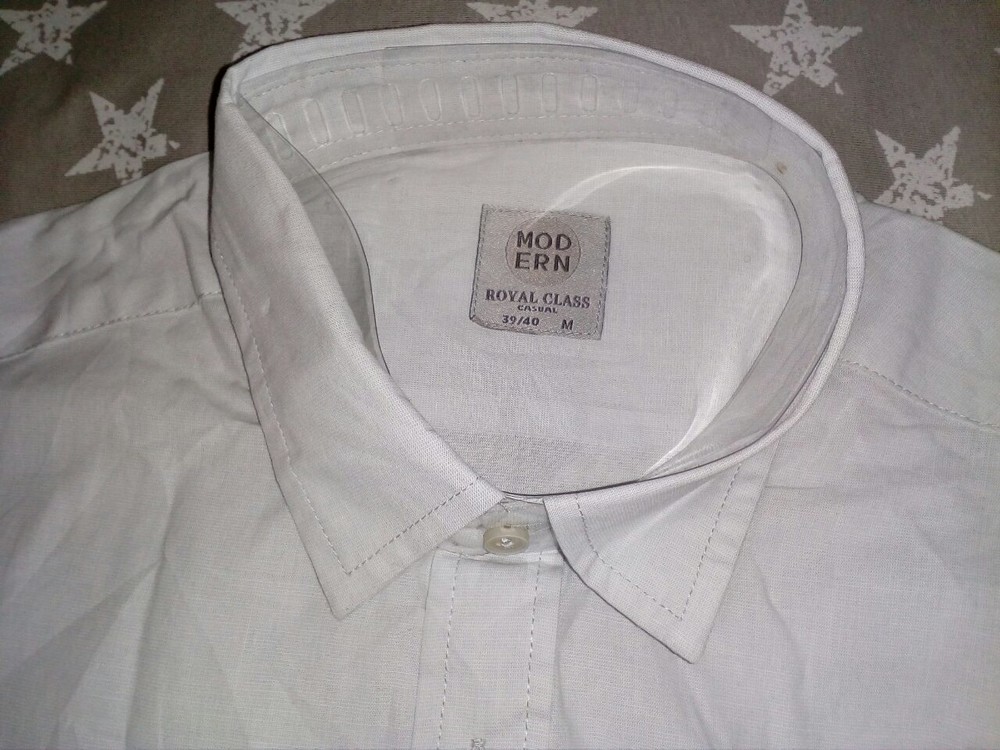 MOD
ERN
ROYAL CLASS
CASUAL
39/40 M